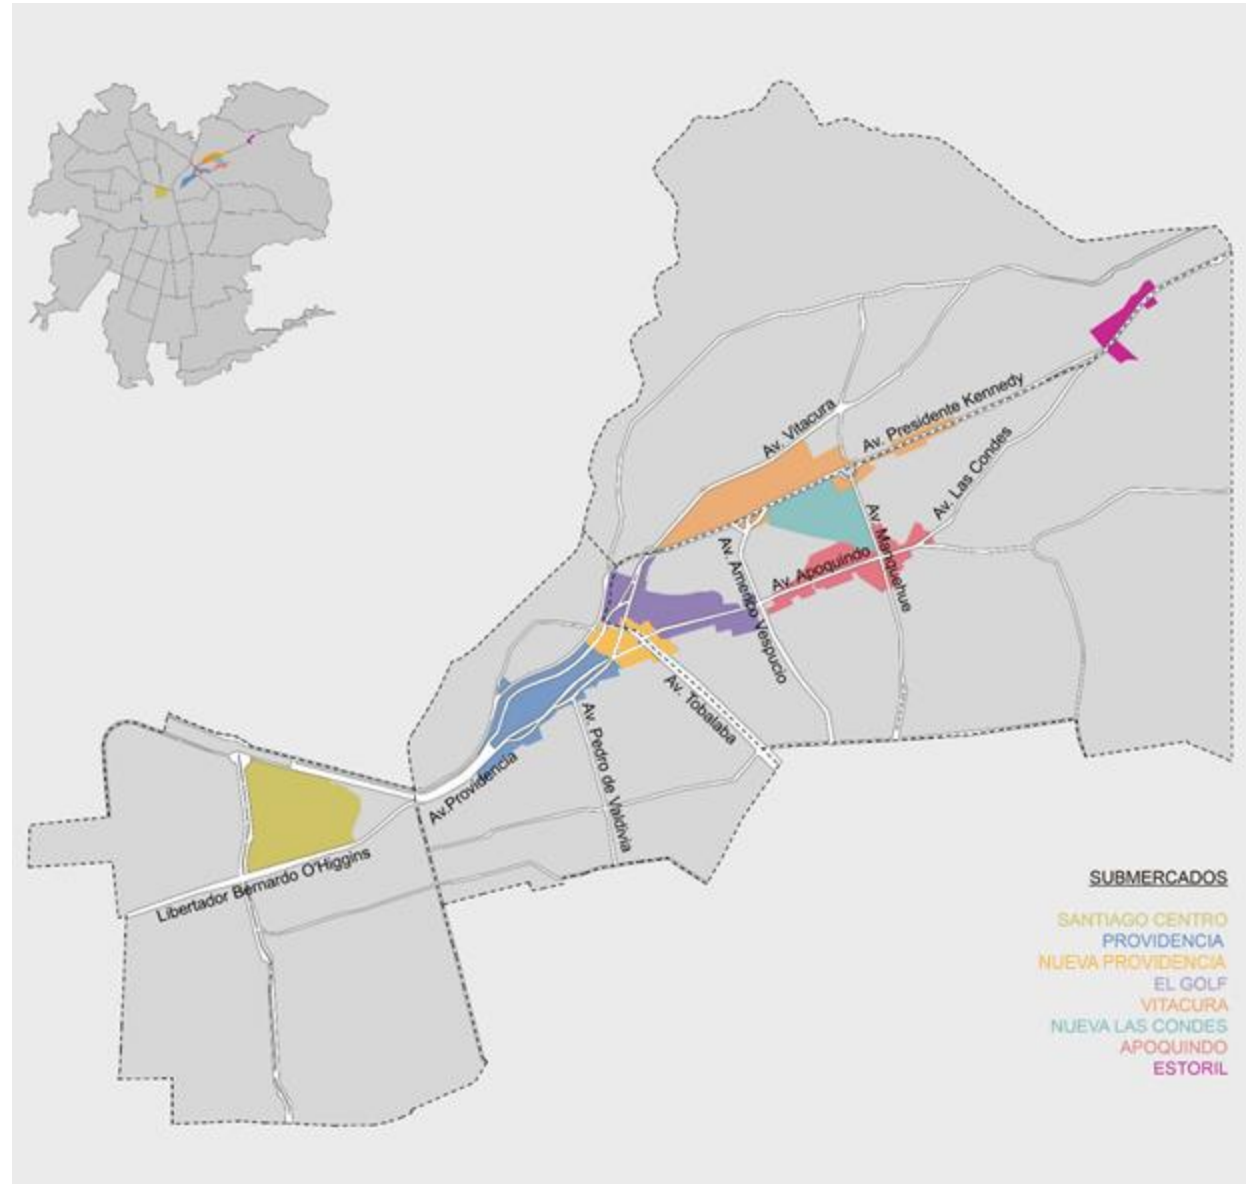 Av. Vitacura
Av. Presidente Kennedy
Av. Las Condes
Av. Manquehue
Av. Americo Vespucio
Av. Apoquindo
Av. Tobalaba
Av. Pedro de Valdivia
Av.Providencia
Libertador Bernardo O'Higgins
SUBMERCADOS
SANTIAGO CENTRO
PROVIDENCIA
NUEVA PROVIDENCIA
EL GOLF
VITACURA
NUEVA LAS CONDES
APOQUINDO
ESTORIL